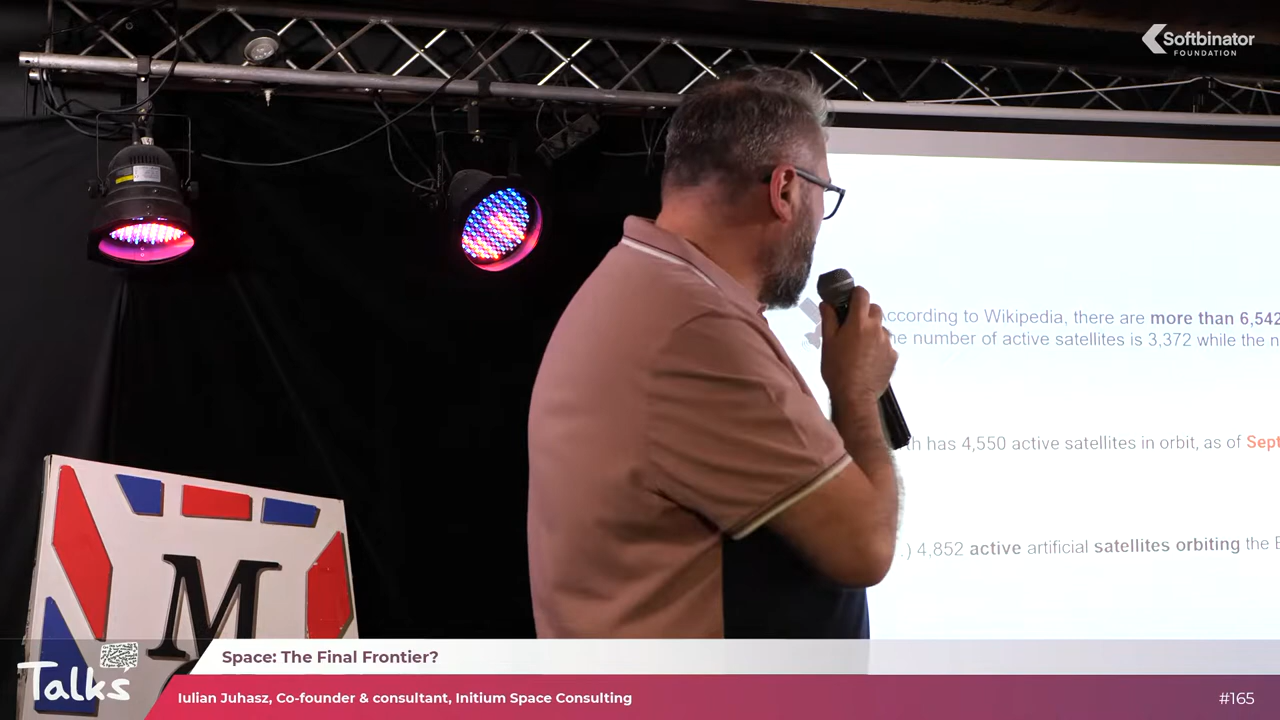 Softbinator
FOUNDATION
According to Wikipedia, there are more than 6,542
number of active satellites is 3,372 while the
has 4,550 active satellites in orbit, as of
.) 4,852 active artificial satellites orbiting the
M
Talks
Space: The Final Frontier?
Iulian Juhasz, Co-founder & consultant, Initium Space Consulting
#165